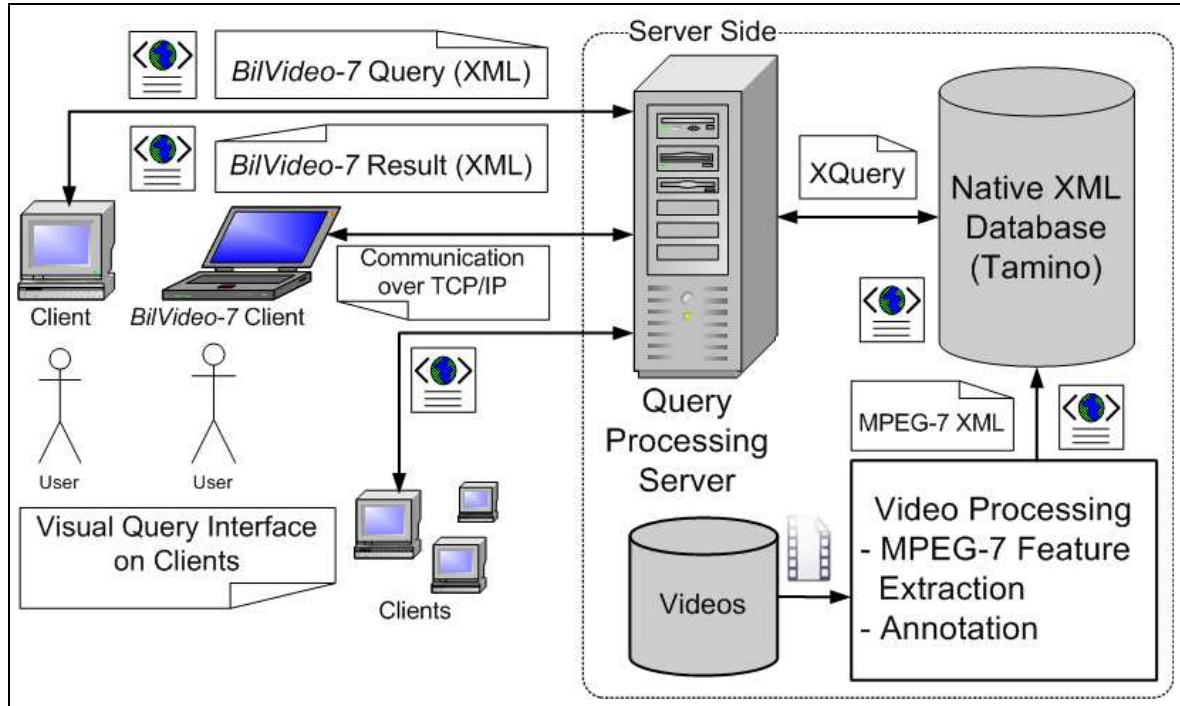 Server Side
BilVideo-7 Query (XML)
BilVideo-7 Result (XML)
XQuery
Native XML
Database
(Tamino)
Communication
over TCP/IP
Client
BilVideo-7 Client
Query
Processing
Server
MPEG-7 XML
User
User
Visual Query Interface
on Clients
Clients
Videos
Video Processing
- MPEG-7 Feature
Extraction
- Annotation